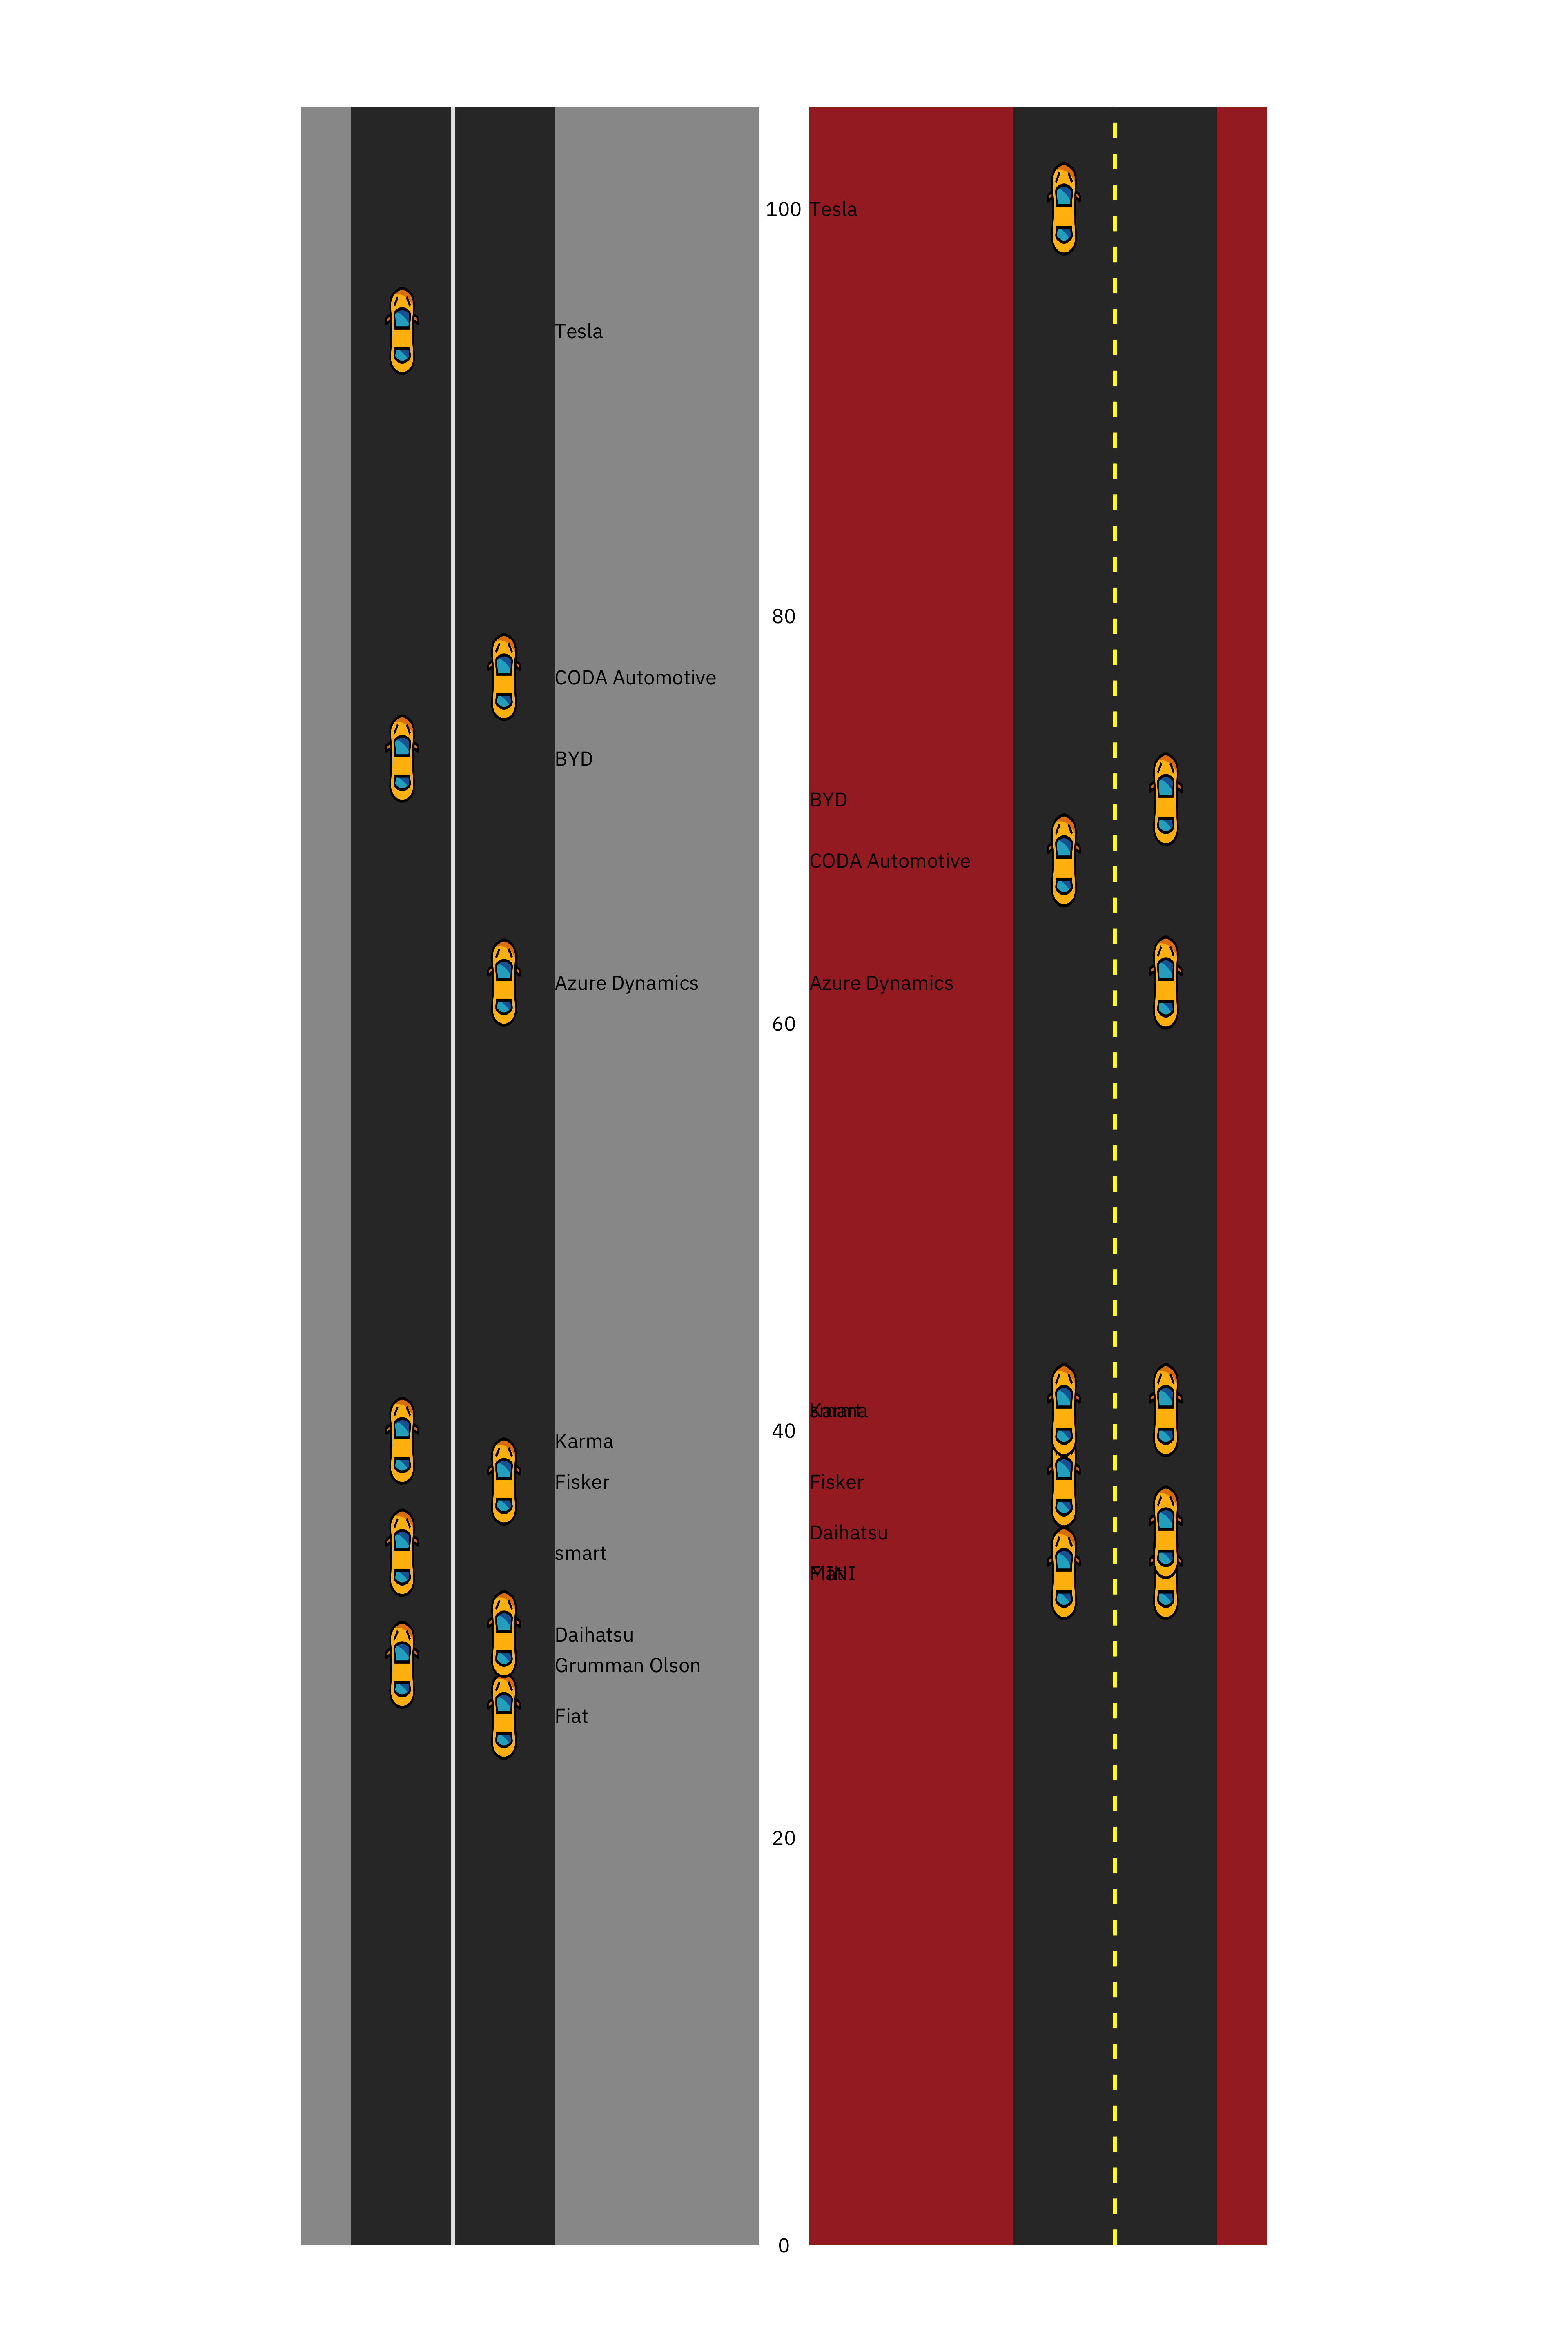 100 Tesla
Tesla
80
CODA Automotive
BYD
BYD
CODA Automotive
Azure Dynamics
Azure Dynamics
60
40
Karma
smart
Karma
Fisker
Fisker
Daihatsu
smart
MINI
Fiat
Daihatsu
Grumman Olson
Fiat
20
0